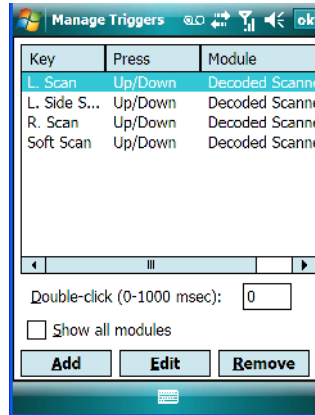 Manage Triggers ok
Key Press Module
L. Scan Up/Down Decoded Scanne
L. Side S... Up/Down Decoded Scanne
R. Scan Up/Down Decoded Scanne
Soft Scan Up/Down Decoded Scanne
Double-click (0-1000 msec): 0
Show all modules
Add Edit Remove